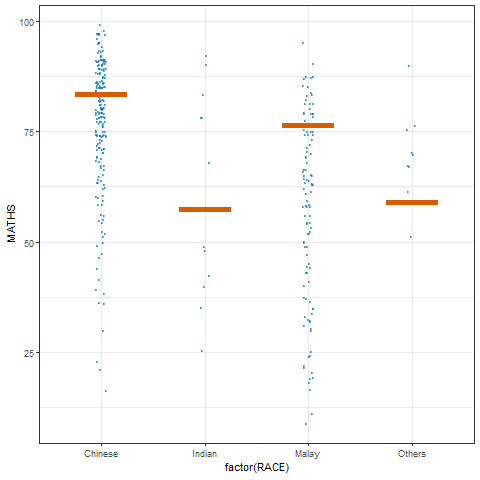 100
75
50
25
MATHS
Chinese
Indian
Malay
Others
factor(RACE)